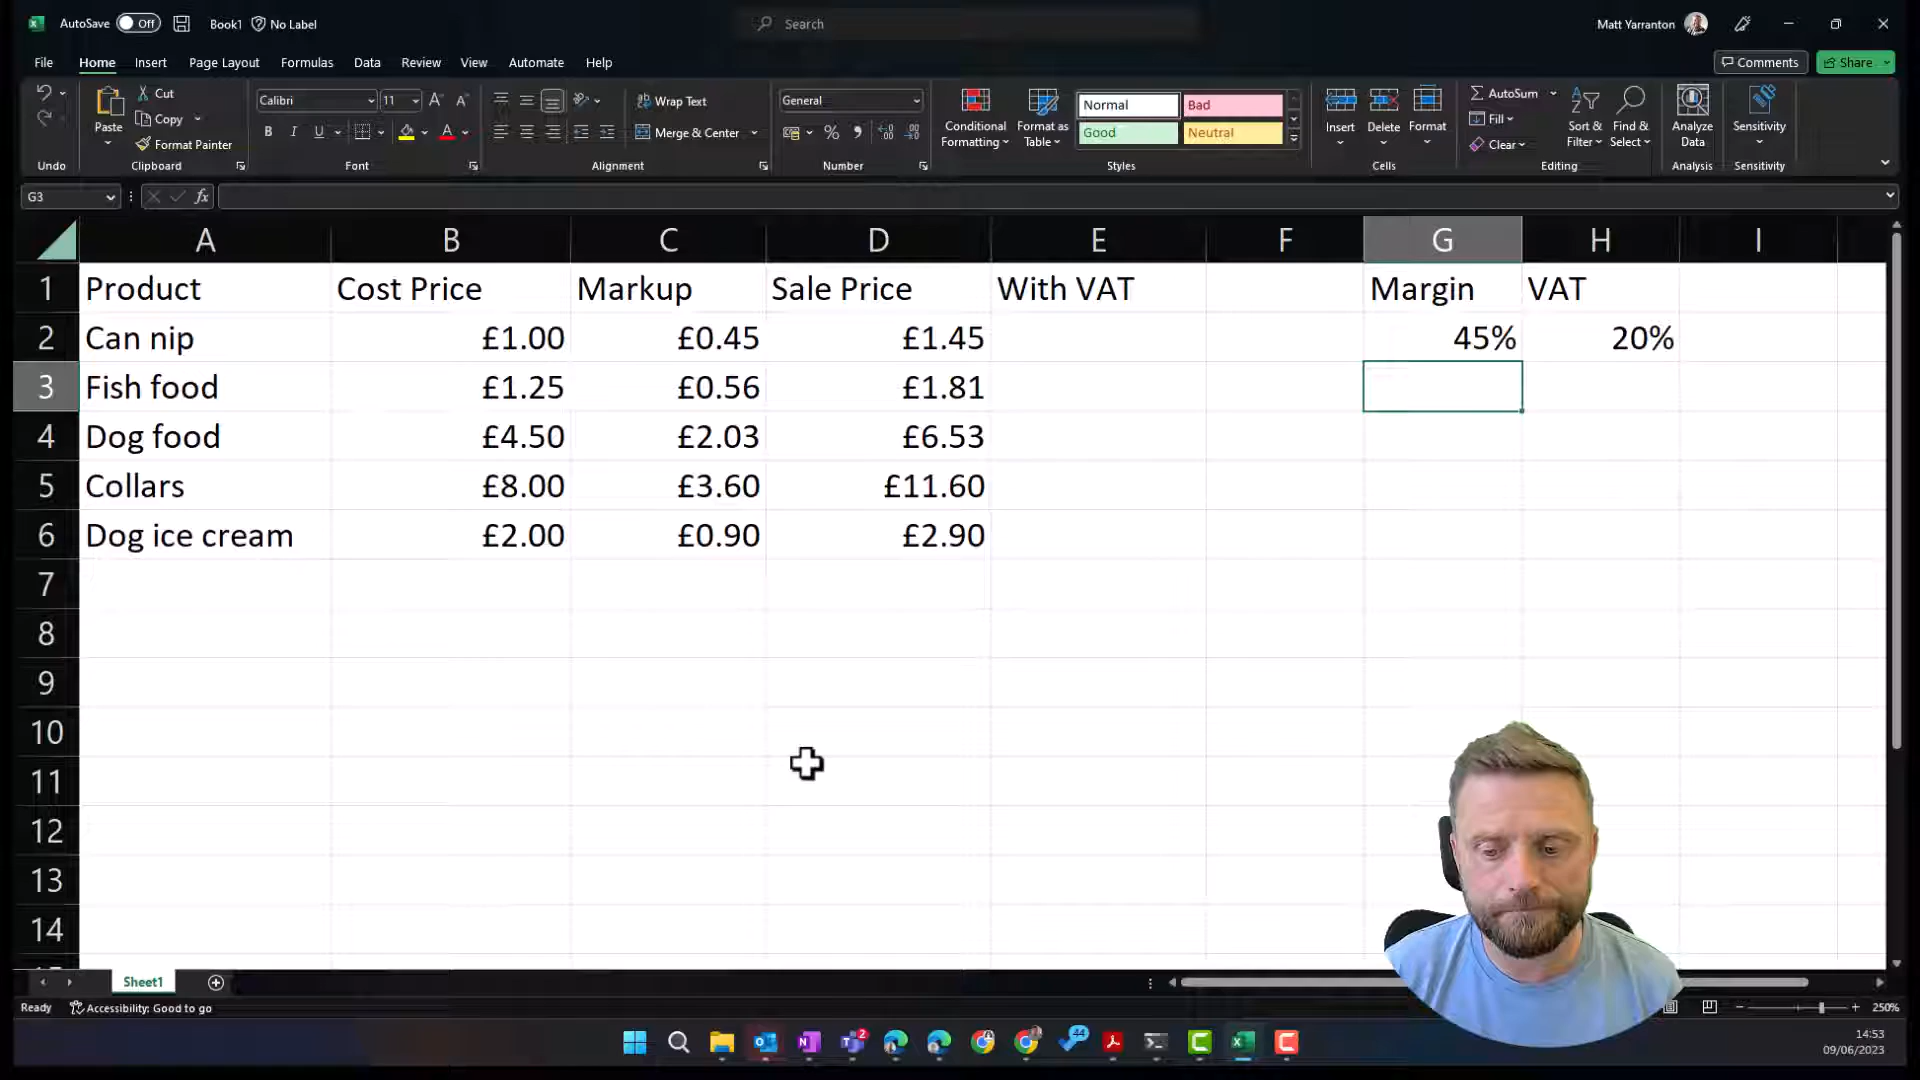 AutoSave Off Book1 No Label Search Matt Yarranton
File Home Insert Page Layout Formulas Data Review View Automate Help Comments Share
Paste
Cut
Copy
Format Painter
Calibri 11
B I U
Wrap Text
Merge & Center
General
Conditional Formatting
Format as Table
Normal Bad
Good Neutral
Insert Delete Format
AutoSum
Fill
Clear
Sort & Filter
Find & Select
Analyze Data
Sensitivity
Undo Clipboard Font Alignment Number Styles Cells Editing Analysis Sensitivity
G3 fx
A B C D E F G H I
1 Product Cost Price Markup Sale Price With VAT Margin VAT
2 Can nip £1.00 £0.45 £1.45 45% 20%
3 Fish food £1.25 £0.56 £1.81
4 Dog food £4.50 £2.03 £6.53
5 Collars £8.00 £3.60 £11.60
6 Dog ice cream £2.00 £0.90 £2.90
7
8
9
10
11
12
13
14
Sheet1
Ready Accessibility: Good to go 250%
2 44
14:53
09/06/2023